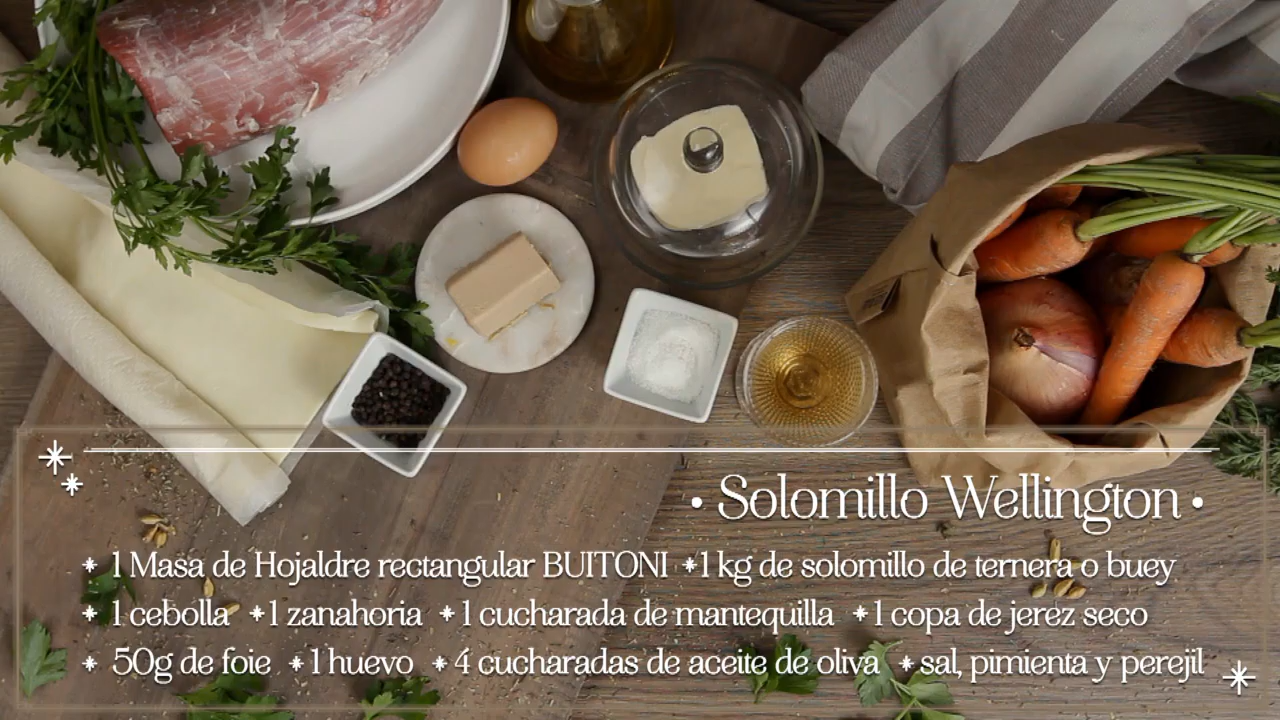 • Solomillo Wellington •
* 1 Masa de Hojaldre rectangular BUITONI *1 kg de solomillo de ternera o buey
* 1 cebolla *1 zanahoria *1 cucharada de mantequilla *1 copa de jerez seco
* 50g de foie *1 huevo *4 cucharadas de aceite de oliva *sal, pimienta y perejil